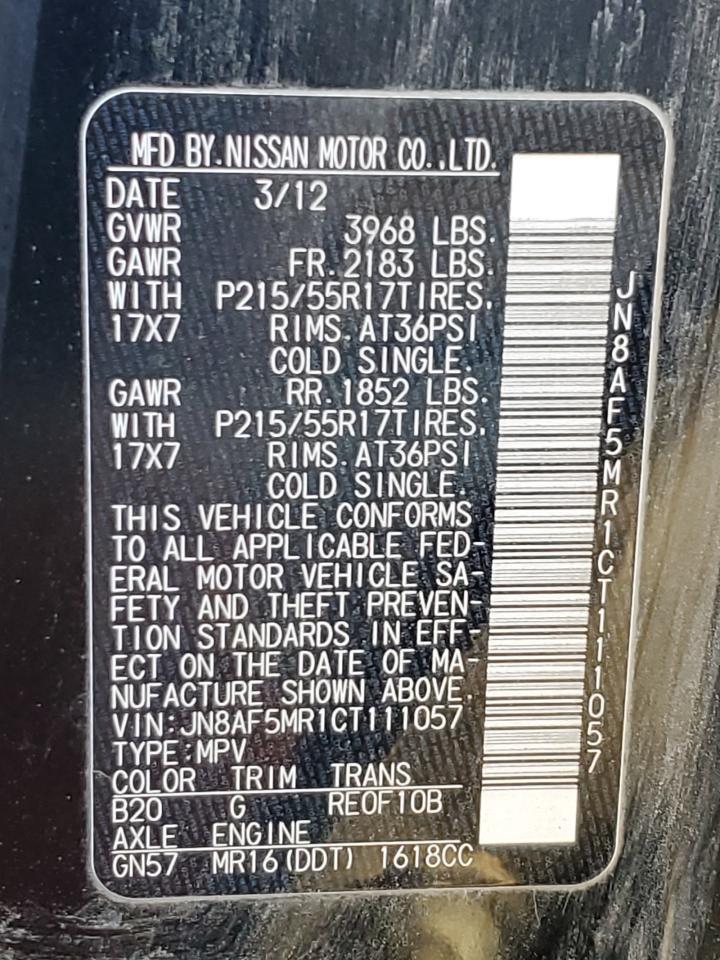 MFD BY.NISSAN MOTOR CO.,LTD.
DATE 3/12
GVWR 3968 LBS.
GAWR FR.2183 LBS.
WITH P215/55R17TIRES,
17X7 RIMS.AT36PSI
COLD SINGLE.
GAWR RR.1852 LBS.
WITH P215/55R17TIRES,
17X7 RIMS.AT36PSI
COLD SINGLE.
THIS VEHICLE CONFORMS
TO ALL APPLICABLE FED-
ERAL MOTOR VEHICLE SA-
FETY AND THEFT PREVEN-
TION STANDARDS IN EFF-
ECT ON THE DATE OF MA-
NUFACTURE SHOWN ABOVE.
VIN:JN8AF5MR1CT111057
TYPE:MPV
COLOR TRIM TRANS
B20 G RE0F10B
AXLE ENGINE
GN57 MR16(DDT) 1618CC
JN8AF5MR1CT111057